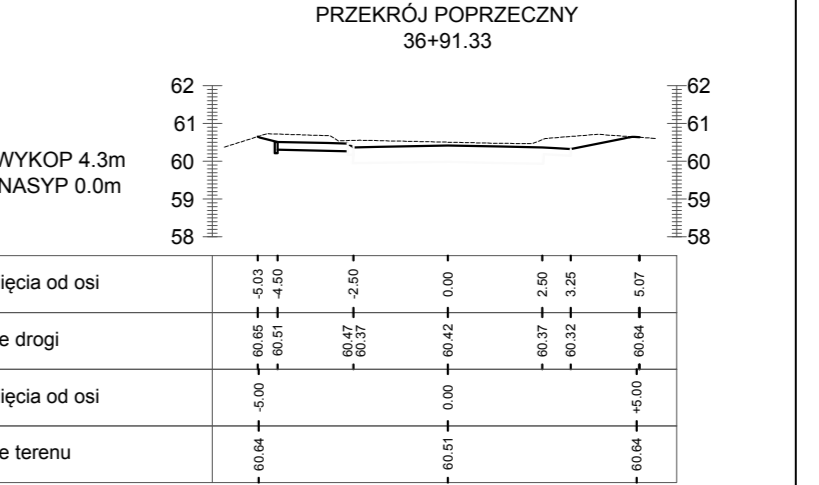 PRZEKRÓJ POPRZECZNY
36+91.33
62 62
61 61
60 60
59 59
58 58
WYKOP 4.3m
NASYP 0.0m
ięcia od osi -5.03 -4.50 -2.50 0.00 2.50 3.25 5.07
e drogi 60.65 60.51 60.47 60.37 60.42 60.37 60.32 60.64
ięcia od osi -5.00 0.00 +5.00
e terenu 60.64 60.51 60.64